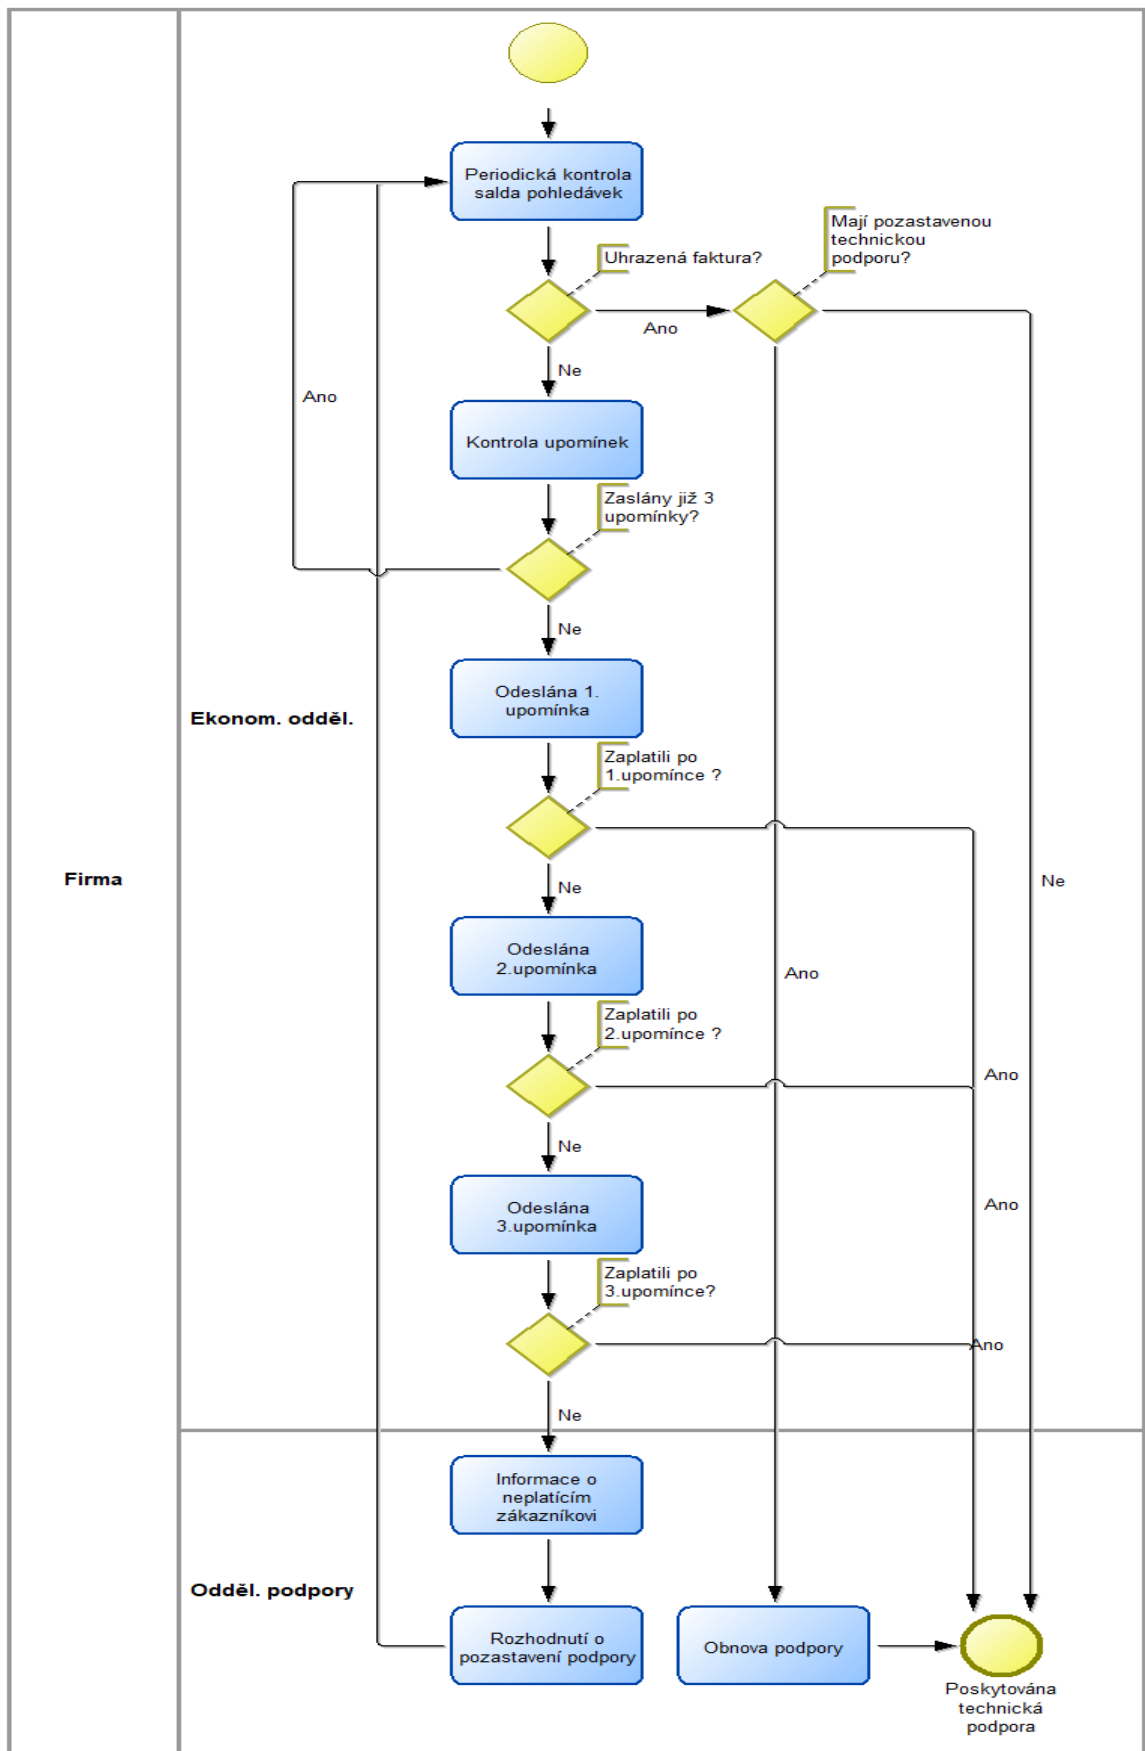 Periodická kontrola
salda pohledávek
Mají pozastavenou
technickou
podporu?
Uhrazená faktura?
Ano
Ne
Ano
Kontrola upomínek
Zaslány již 3
upomínky?
Ne
Odeslána 1.
upomínka
Ekonom. odděl.
Zaplatili po
1.upomínce ?
Firma
Ne
Ne
Odeslána
2.upomínka
Ano
Zaplatili po
2.upomínce ?
Ano
Ne
Odeslána
3.upomínka
Ano
Zaplatili po
3.upomínce?
Ano
Ne
Informace o
neplatícím
zákazníkovi
Odděl. podpory
Rozhodnutí o
pozastavení podpory
Obnova podpory
Poskytována
technická
podpora